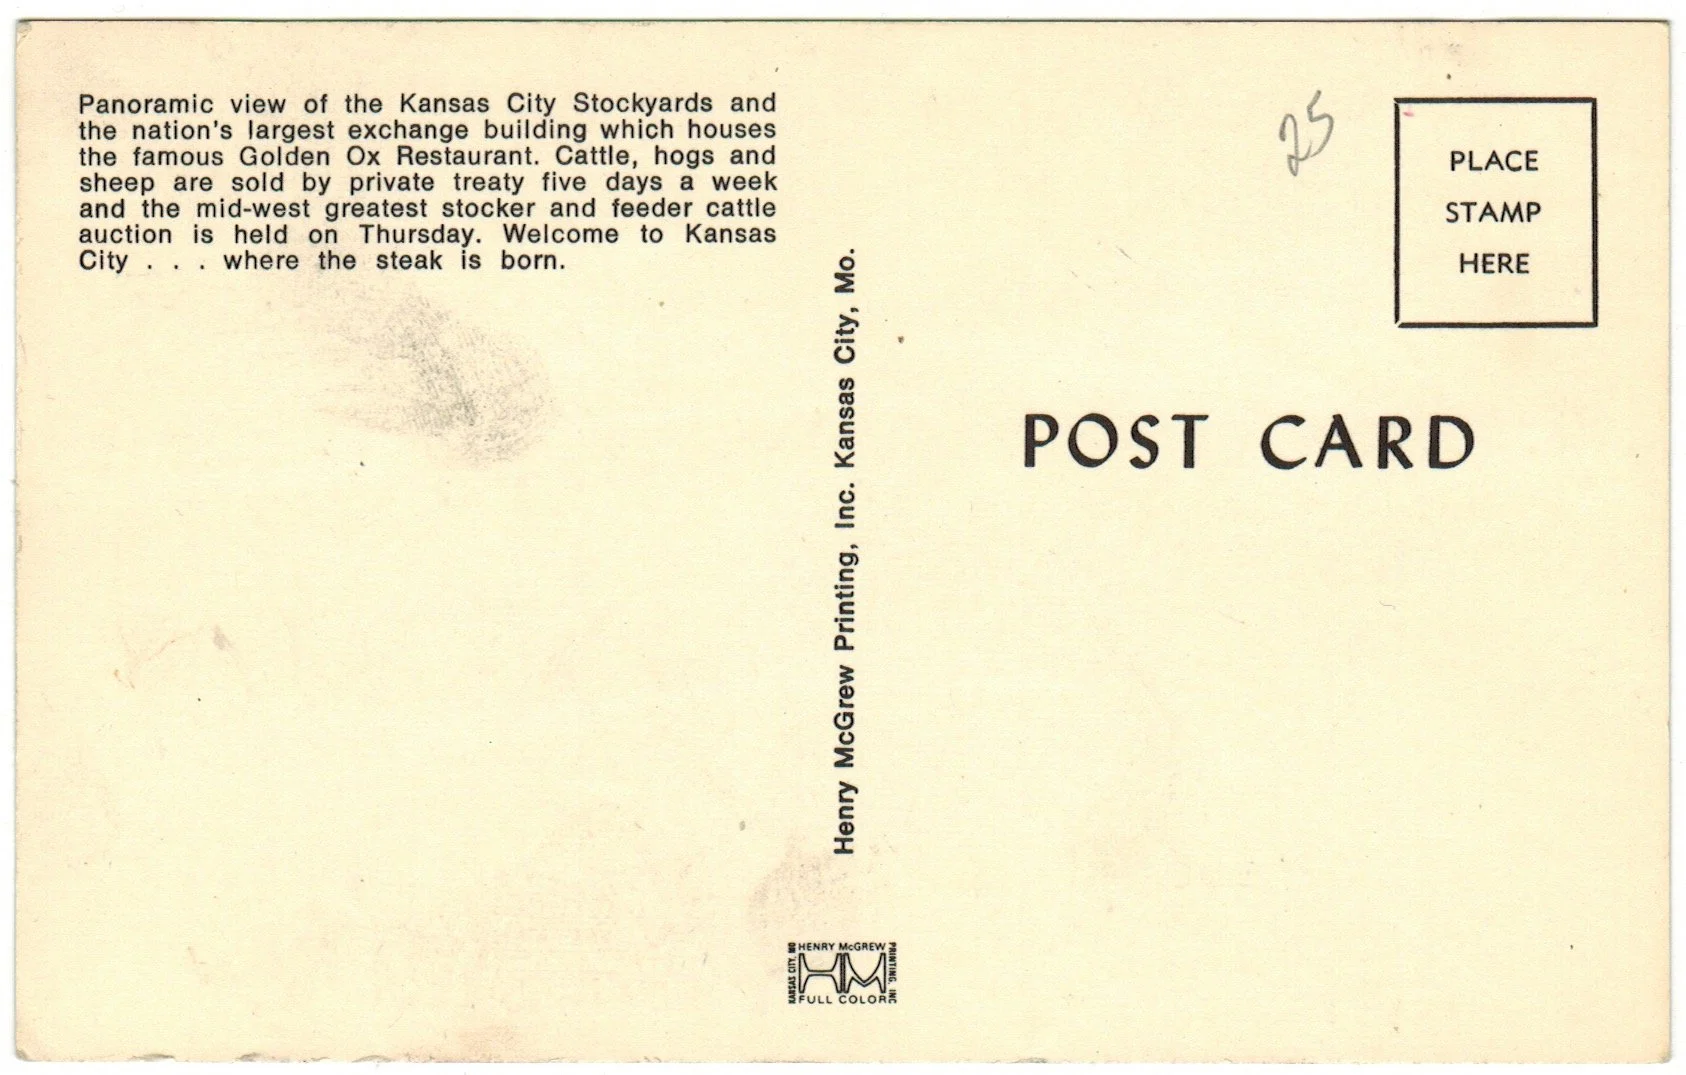 Panoramic view of the Kansas City Stockyards and
the nation's largest exchange building which houses
the famous Golden Ox Restaurant. Cattle, hogs and
sheep are sold by private treaty five days a week
and the mid-west greatest stocker and feeder cattle
auction is held on Thursday. Welcome to Kansas
City . . . where the steak is born.
Henry McGrew Printing, Inc. Kansas City, Mo.
KANSAS CITY, MO
HENRY McGREW
PRINTING, INC
HM
FULL COLOR
25
PLACE
STAMP
HERE
POST CARD